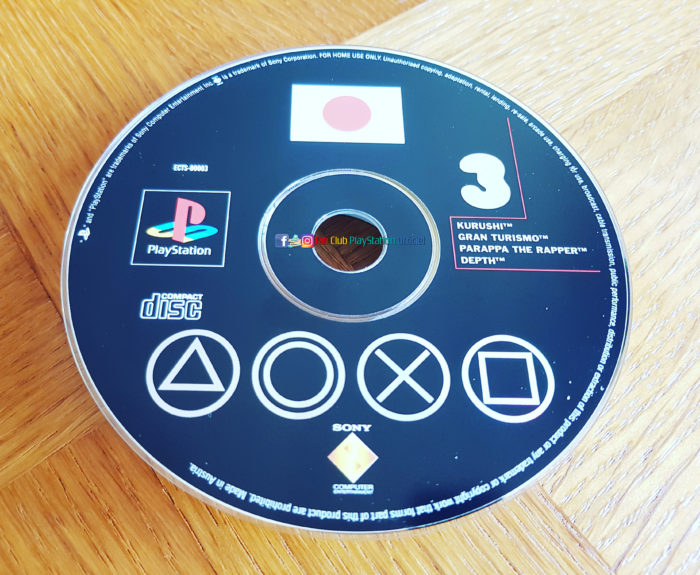 and "PlayStation" are trademarks of Sony Computer Entertainment Inc. is a trademark of Sony Corporation. FOR HOME USE ONLY. Unauthorised copying, adaptation, rental, lending, re-sale, arcade use, charging for use, broadcast, cable transmission, public performance, distribution or extraction of this product or any trademark or copyright work that forms part of this product are prohibited. Made in Austria.
ECTS-00003
3
PlayStation
KURUSHI™
GRAN TURISMO™
PARAPPA THE RAPPER™
DEPTH™
Club PlayStation
COMPACT
disc
SONY
COMPUTER
ENTERTAINMENT